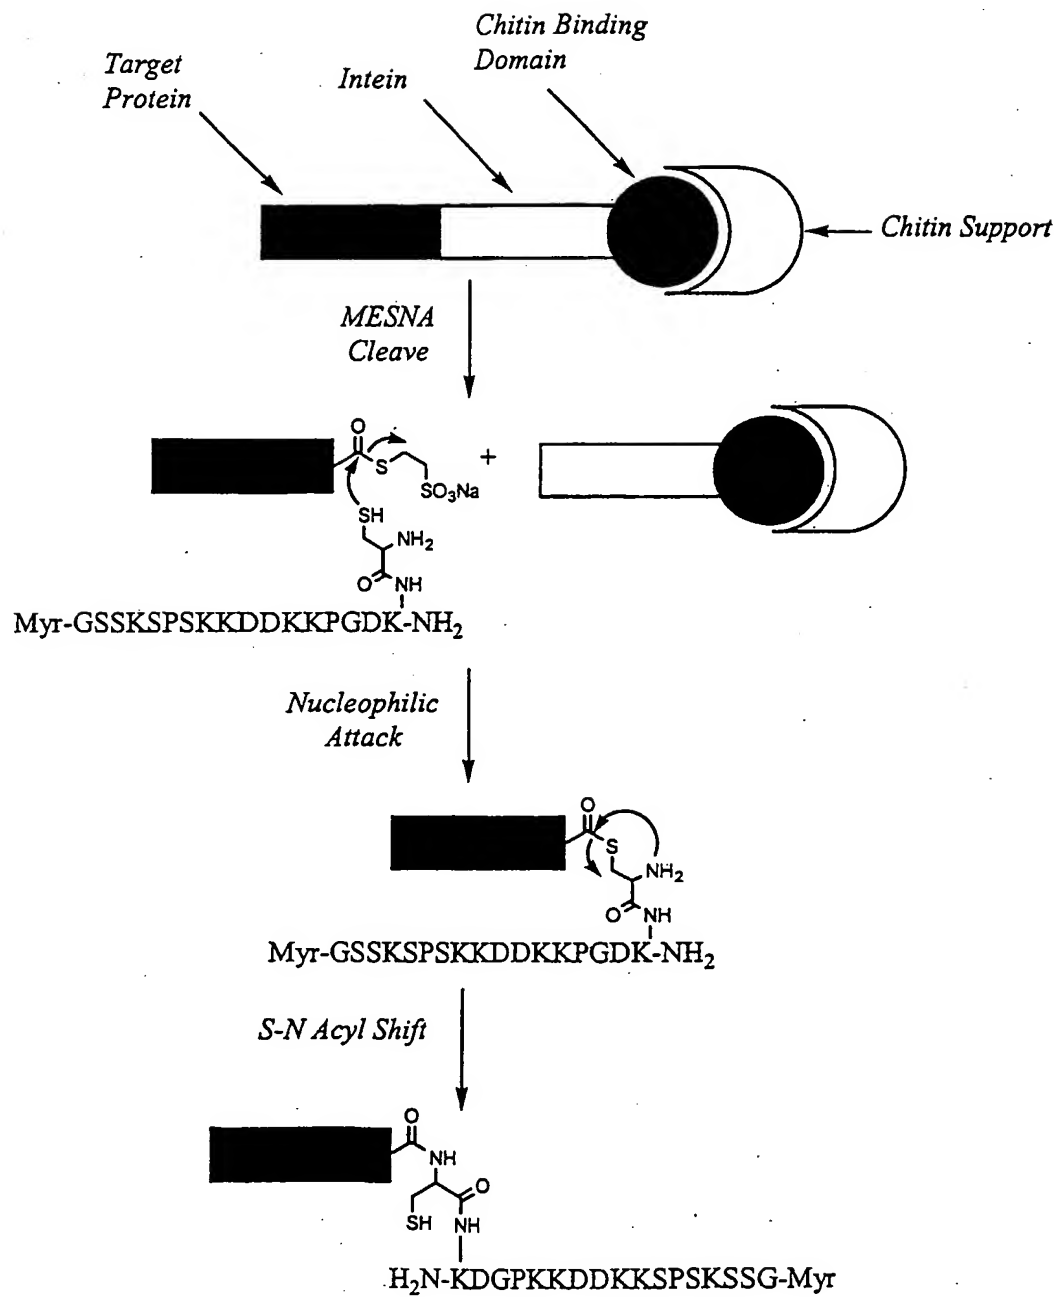 Chitin Binding
Domain
Target
Protein
Intein
Chitin Support
MESNA
Cleave
O
S
+
SO3Na
SH
NH2
O
NH
Myr-GSSKSPSKKDDKKPGDK-NH2
Nucleophilic
Attack
O
S
NH2
O
NH
Myr-GSSKSPSKKDDKKPGDK-NH2
S-N Acyl Shift
O
NH
O
SH
NH
H2N-KDGPKKDDKKSPSKSSG-Myr